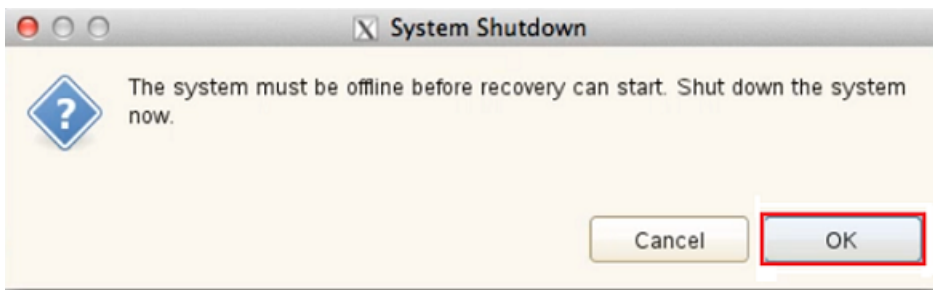 System Shutdown
The system must be offline before recovery can start. Shut down the system
now.
Cancel OK